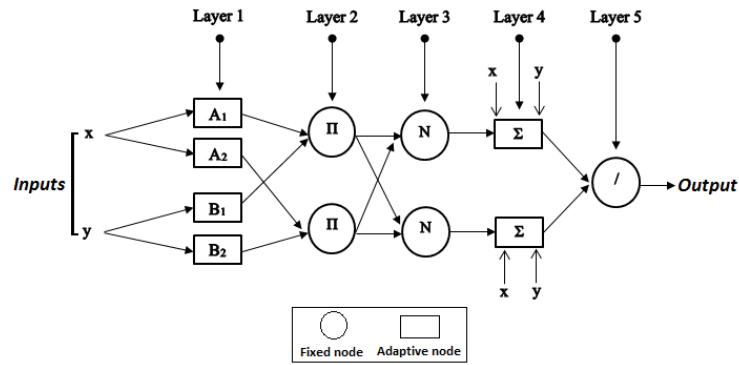 Layer 1 Layer 2 Layer 3 Layer 4 Layer 5
x y
A1
Π N Σ
x
A2
Inputs / Output
B1
y
Π N Σ
B2
x y
Fixed node Adaptive node